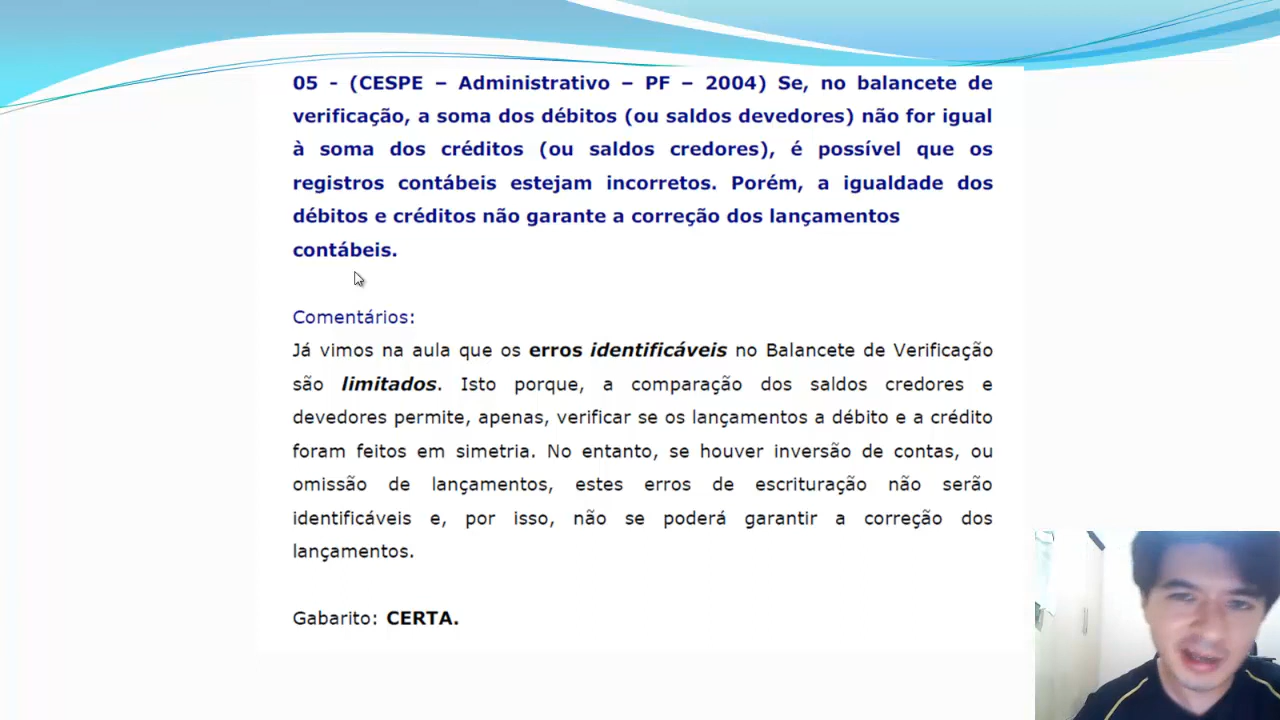 05 - (CESPE – Administrativo – PF – 2004) Se, no balancete de
verificação, a soma dos débitos (ou saldos devedores) não for igual
à soma dos créditos (ou saldos credores), é possível que os
registros contábeis estejam incorretos. Porém, a igualdade dos
débitos e créditos não garante a correção dos lançamentos
contábeis.
Comentários:
Já vimos na aula que os erros identificáveis no Balancete de Verificação
são limitados. Isto porque, a comparação dos saldos credores e
devedores permite, apenas, verificar se os lançamentos a débito e a crédito
foram feitos em simetria. No entanto, se houver inversão de contas, ou
omissão de lançamentos, estes erros de escrituração não serão
identificáveis e, por isso, não se poderá garantir a correção dos
lançamentos.
Gabarito: CERTA.